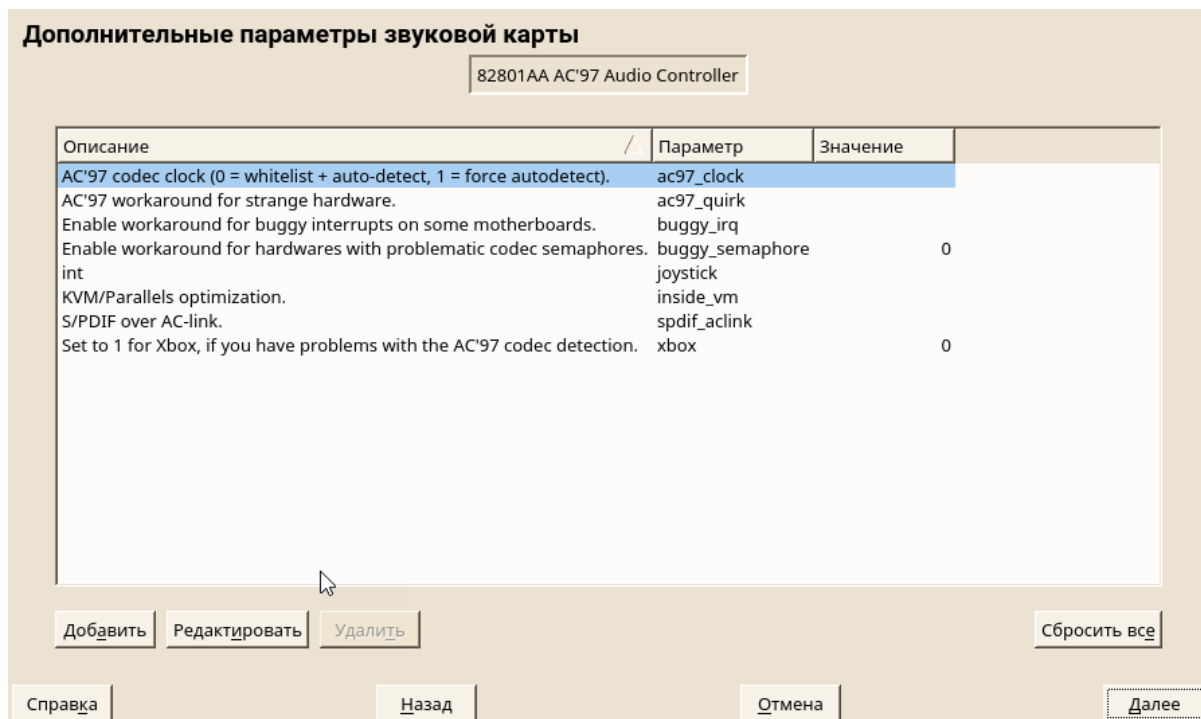 Дополнительные параметры звуковой карты
82801AA AC'97 Audio Controller
Описание Параметр Значение
AC'97 codec clock (0 = whitelist + auto-detect, 1 = force autodetect). ac97_clock
AC'97 workaround for strange hardware. ac97_quirk
Enable workaround for buggy interrupts on some motherboards. buggy_irq
Enable workaround for hardwares with problematic codec semaphores. buggy_semaphore 0
int joystick
KVM/Parallels optimization. inside_vm
S/PDIF over AC-link. spdif_aclink
Set to 1 for Xbox, if you have problems with the AC'97 codec detection. xbox 0
Добавить Редактировать Удалить Сбросить все
Справка Назад Отмена Далее